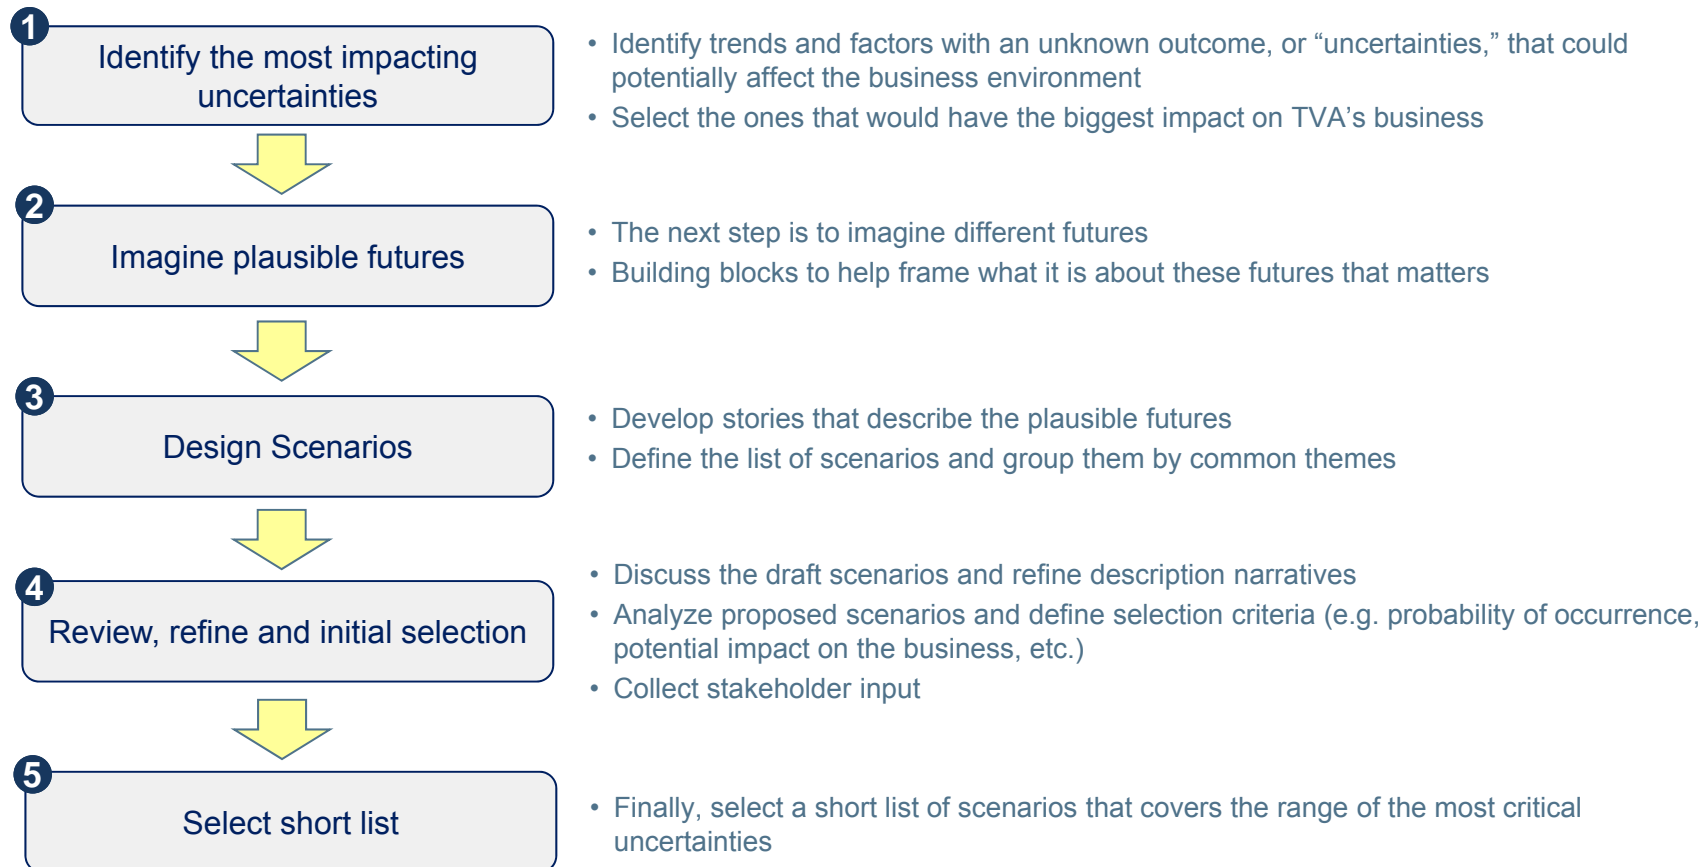 1
Identify the most impacting
uncertainties
• Identify trends and factors with an unknown outcome, or “uncertainties,” that could
potentially affect the business environment
• Select the ones that would have the biggest impact on TVA’s business
2
Imagine plausible futures
• The next step is to imagine different futures
• Building blocks to help frame what it is about these futures that matters
3
Design Scenarios
• Develop stories that describe the plausible futures
• Define the list of scenarios and group them by common themes
4
Review, refine and initial selection
• Discuss the draft scenarios and refine description narratives
• Analyze proposed scenarios and define selection criteria (e.g. probability of occurrence,
potential impact on the business, etc.)
• Collect stakeholder input
5
Select short list
• Finally, select a short list of scenarios that covers the range of the most critical
uncertainties